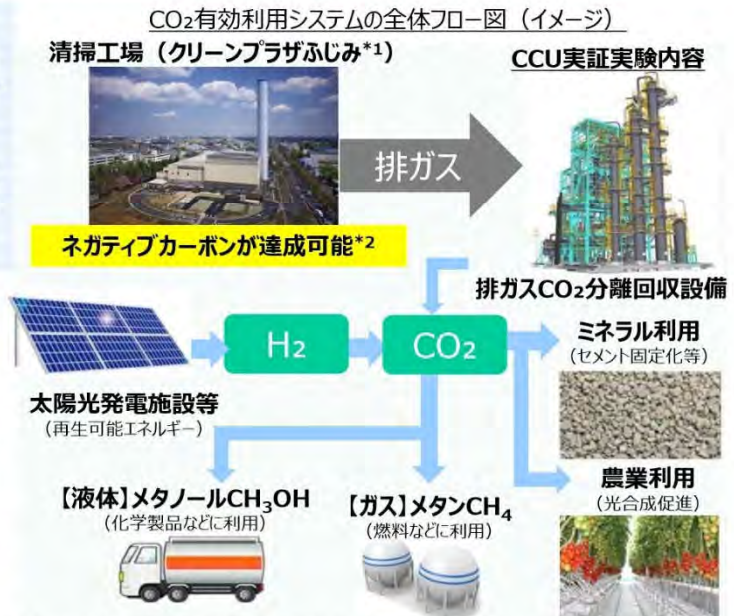 CO₂有効利用システムの全体フロー図（イメージ）
清掃工場（クリーンプラザふじみ*1）
CCU実証実験内容
排ガス
ネガティブカーボンが達成可能*2
排ガスCO₂分離回収設備
H₂
CO₂
ミネラル利用
（セメント固定化等）
太陽光発電施設等
（再生可能エネルギー）
農業利用
（光合成促進）
【液体】メタノールCH₃OH
（化学製品などに利用）
【ガス】メタンCH₄
（燃料などに利用）